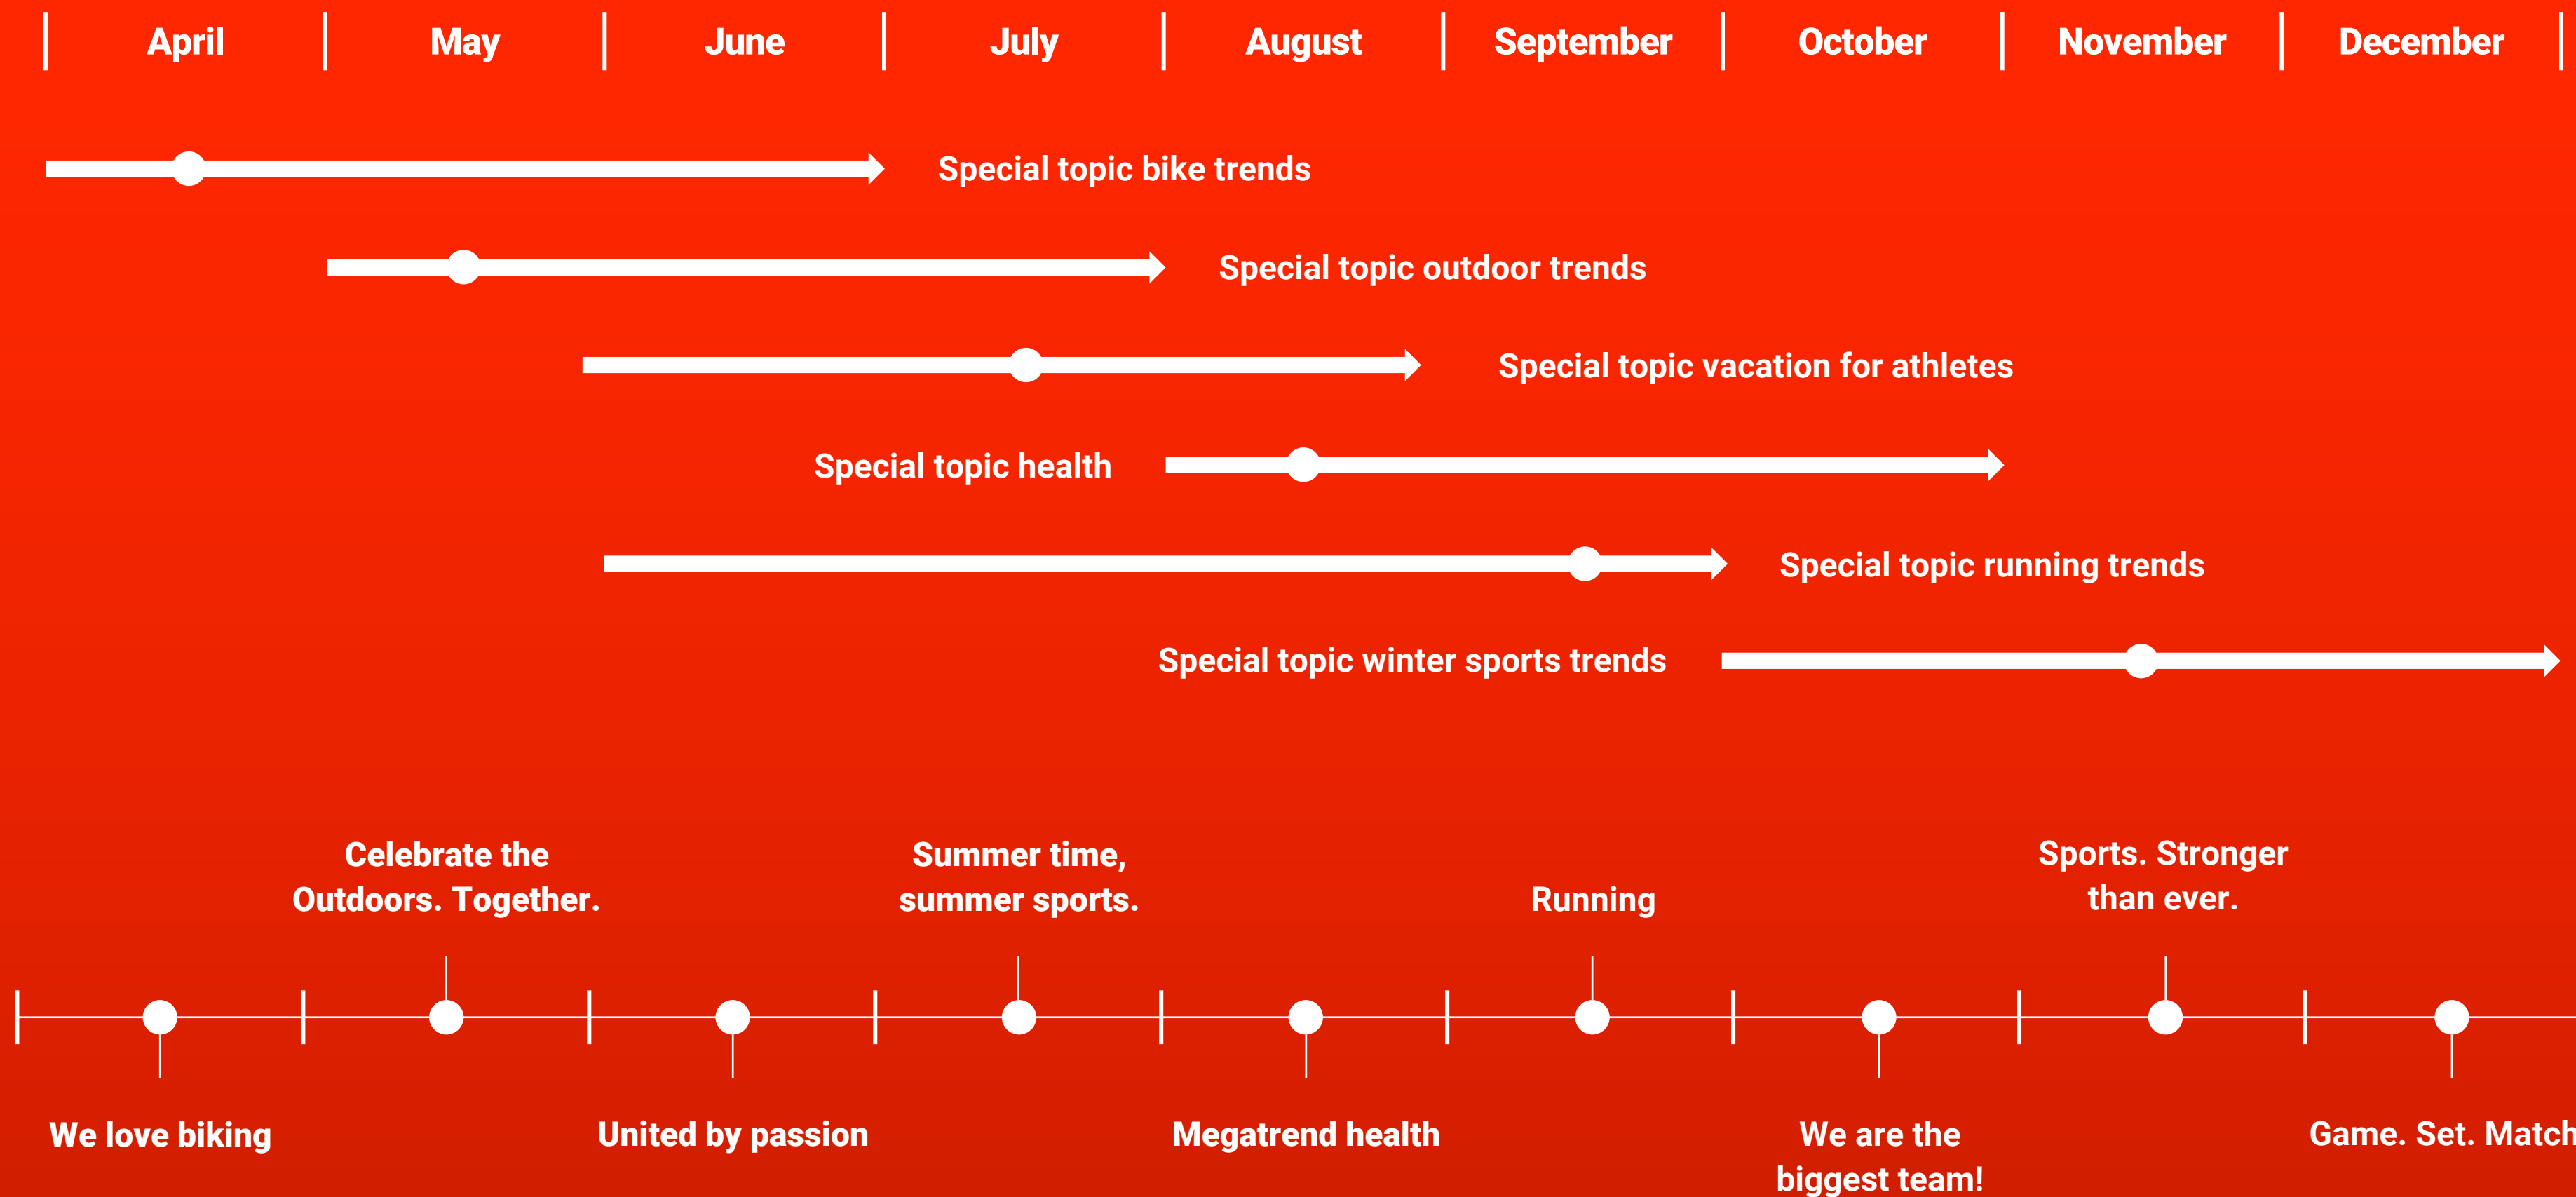 April
May
June
July
August
September
October
November
December
Special topic bike trends
Special topic outdoor trends
Special topic vacation for athletes
Special topic health
Special topic running trends
Special topic winter sports trends
Celebrate the
Outdoors. Together.
Summer time,
summer sports.
Running
Sports. Stronger
than ever.
We love biking
United by passion
Megatrend health
We are the
biggest team!
Game. Set. Match